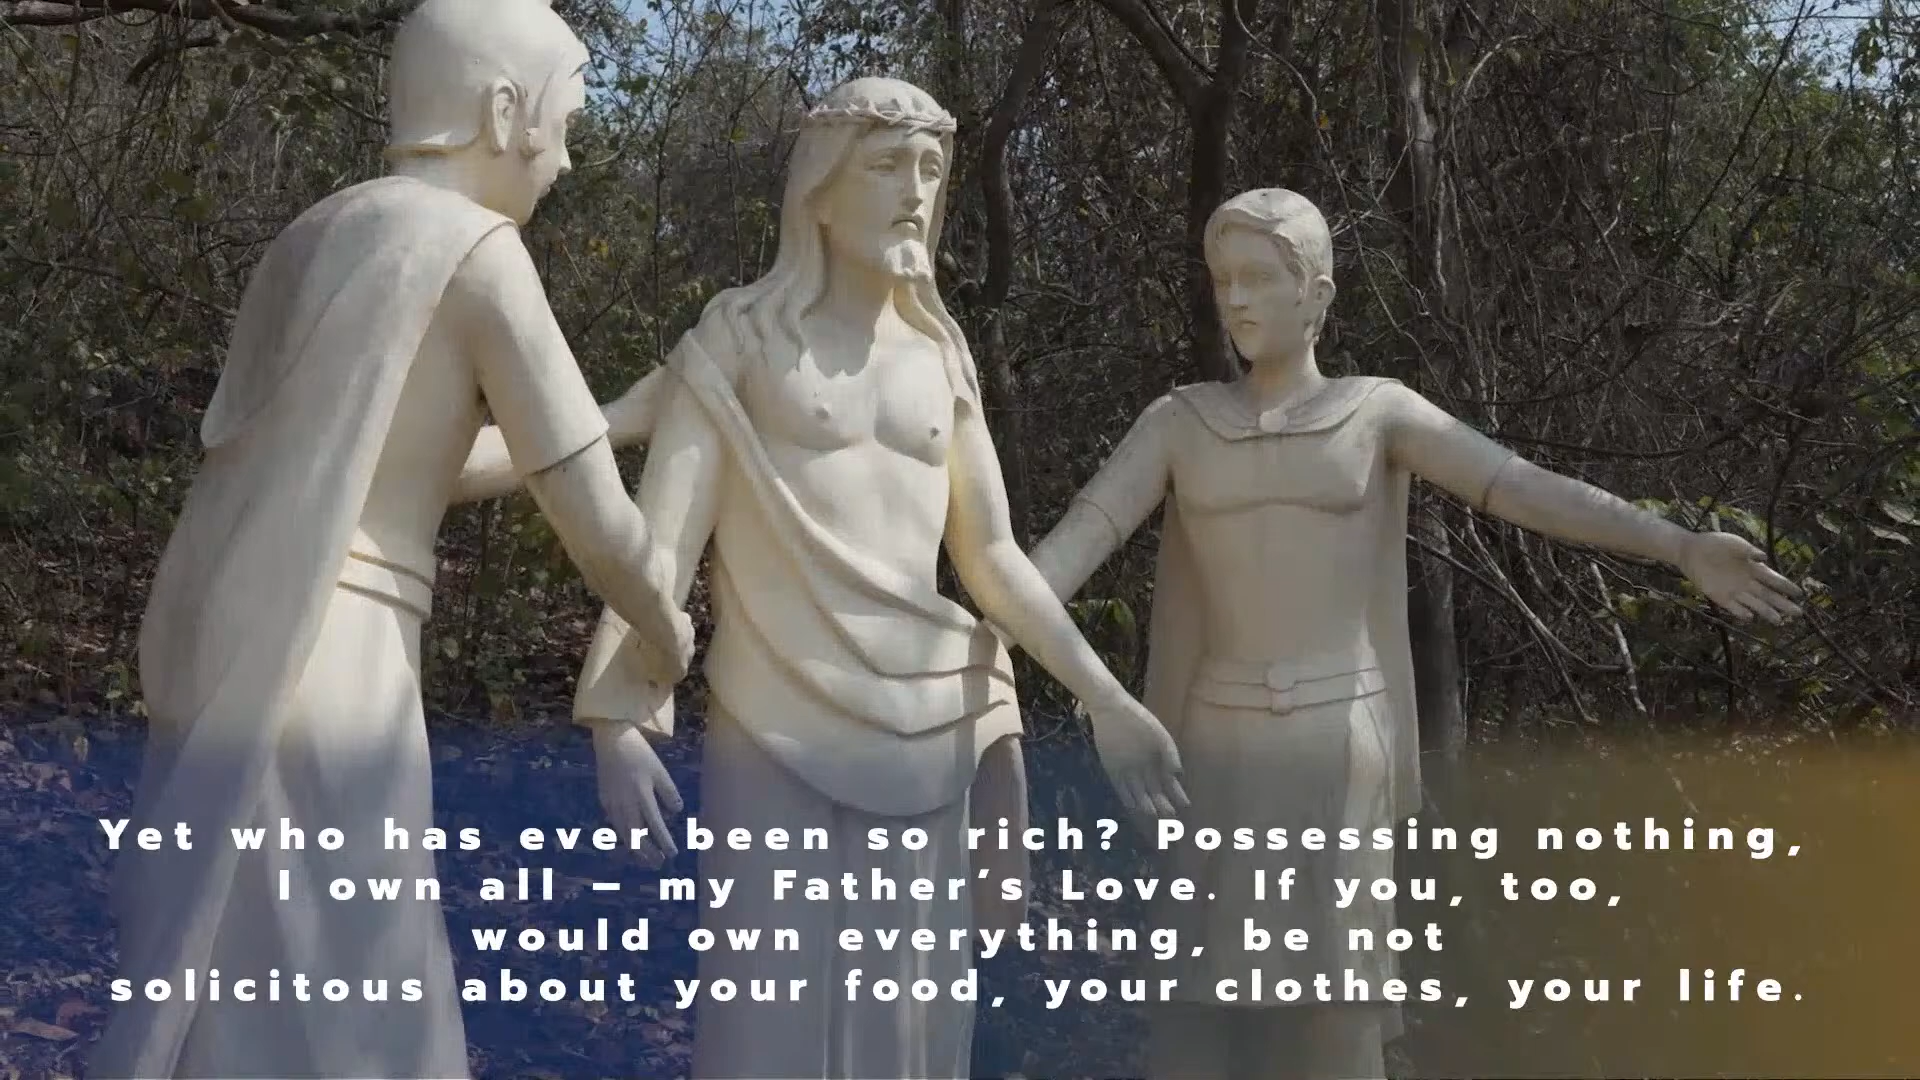 Yet who has ever been so rich? Possessing nothing,
I own all – my Father's Love. If you, too,
would own everything, be not
solicitous about your food, your clothes, your life.